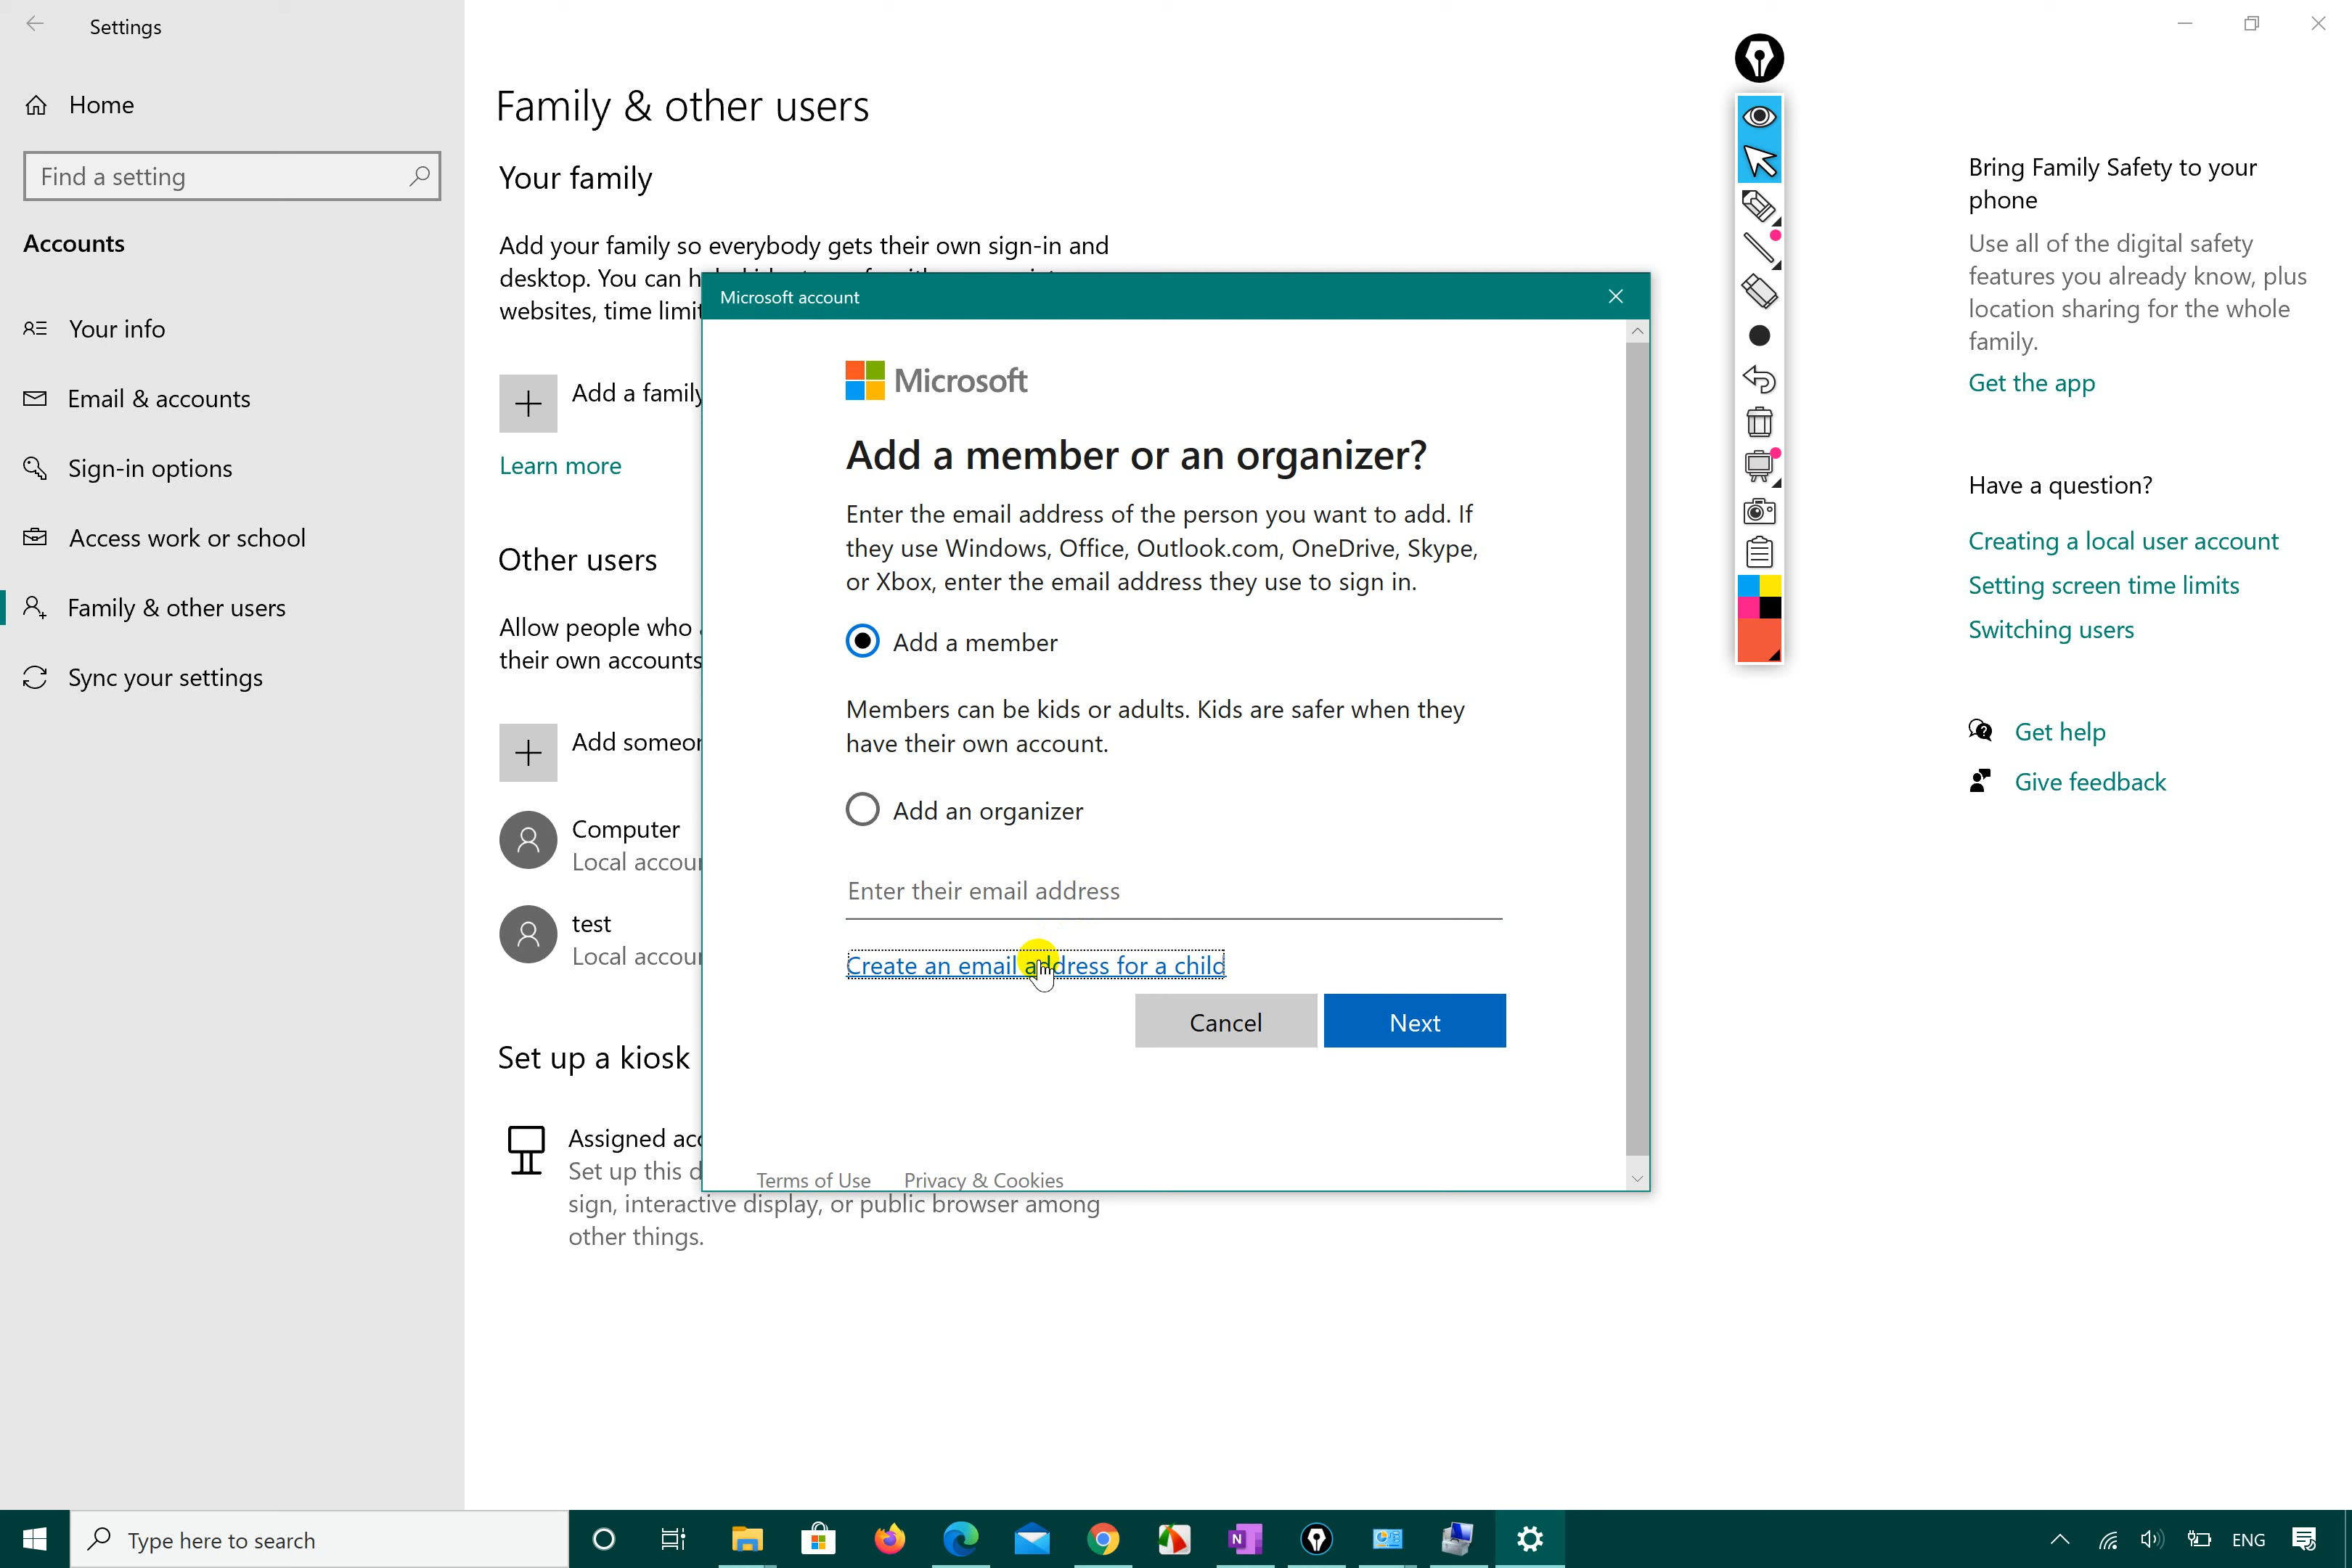 Settings
Home
Find a setting
Accounts
Your info
Email & accounts
Sign-in options
Access work or school
Family & other users
Sync your settings
Family & other users
Your family
Add your family so everybody gets their own sign-in and
desktop. You can h
websites, time limit
Add a family
Learn more
Other users
Allow people who
their own accounts
Add someon
Computer
Local accoun
test
Local accoun
Set up a kiosk
Assigned acc
Set up this d
sign, interactive display, or public browser among
other things.
Microsoft account
Microsoft
Add a member or an organizer?
Enter the email address of the person you want to add. If
they use Windows, Office, Outlook.com, OneDrive, Skype,
or Xbox, enter the email address they use to sign in.
Add a member
Members can be kids or adults. Kids are safer when they
have their own account.
Add an organizer
Enter their email address
Create an email address for a child
Cancel
Next
Terms of Use
Privacy & Cookies
Bring Family Safety to your
phone
Use all of the digital safety
features you already know, plus
location sharing for the whole
family.
Get the app
Have a question?
Creating a local user account
Setting screen time limits
Switching users
Get help
Give feedback
Type here to search
N
ENG